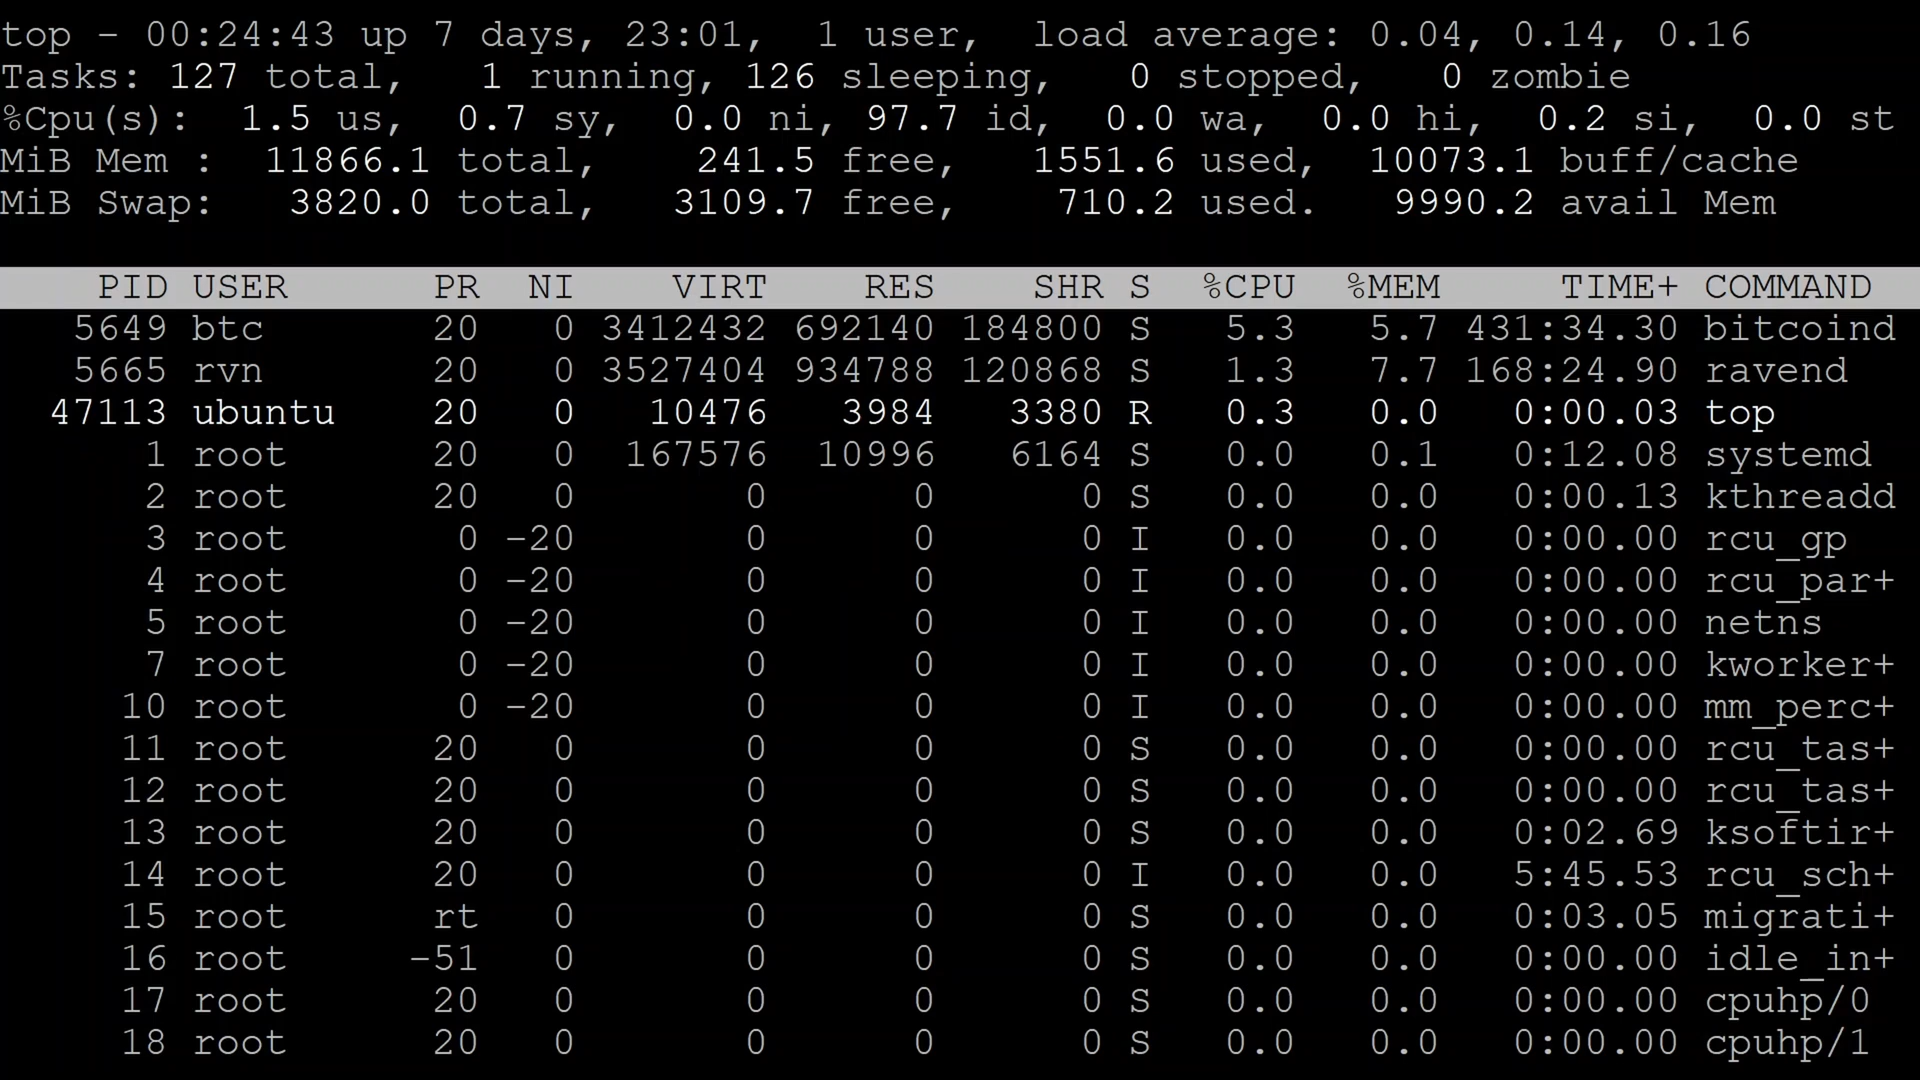 top - 00:24:43 up 7 days, 23:01,  1 user,  load average: 0.04, 0.14, 0.16
Tasks: 127 total,   1 running, 126 sleeping,   0 stopped,   0 zombie
%Cpu(s):  1.5 us,  0.7 sy,  0.0 ni, 97.7 id,  0.0 wa,  0.0 hi,  0.2 si,  0.0 st
MiB Mem :  11866.1 total,    241.5 free,   1551.6 used,  10073.1 buff/cache
MiB Swap:   3820.0 total,   3109.7 free,    710.2 used.   9990.2 avail Mem
PID USER      PR  NI    VIRT    RES    SHR S  %CPU  %MEM     TIME+ COMMAND
5649 btc       20   0 3412432 692140 184800 S   5.3   5.7 431:34.30 bitcoind
5665 rvn       20   0 3527404 934788 120868 S   1.3   7.7 168:24.90 ravend
47113 ubuntu    20   0   10476   3984   3380 R   0.3   0.0   0:00.03 top
1 root      20   0  167576  10996   6164 S   0.0   0.1   0:12.08 systemd
2 root      20   0       0      0      0 S   0.0   0.0   0:00.13 kthreadd
3 root       0 -20       0      0      0 I   0.0   0.0   0:00.00 rcu_gp
4 root       0 -20       0      0      0 I   0.0   0.0   0:00.00 rcu_par+
5 root       0 -20       0      0      0 I   0.0   0.0   0:00.00 netns
7 root       0 -20       0      0      0 I   0.0   0.0   0:00.00 kworker+
10 root       0 -20       0      0      0 I   0.0   0.0   0:00.00 mm_perc+
11 root      20   0       0      0      0 S   0.0   0.0   0:00.00 rcu_tas+
12 root      20   0       0      0      0 S   0.0   0.0   0:00.00 rcu_tas+
13 root      20   0       0      0      0 S   0.0   0.0   0:02.69 ksoftir+
14 root      20   0       0      0      0 I   0.0   0.0   5:45.53 rcu_sch+
15 root      rt   0       0      0      0 S   0.0   0.0   0:03.05 migrati+
16 root     -51   0       0      0      0 S   0.0   0.0   0:00.00 idle_in+
17 root      20   0       0      0      0 S   0.0   0.0   0:00.00 cpuhp/0
18 root      20   0       0      0      0 S   0.0   0.0   0:00.00 cpuhp/1